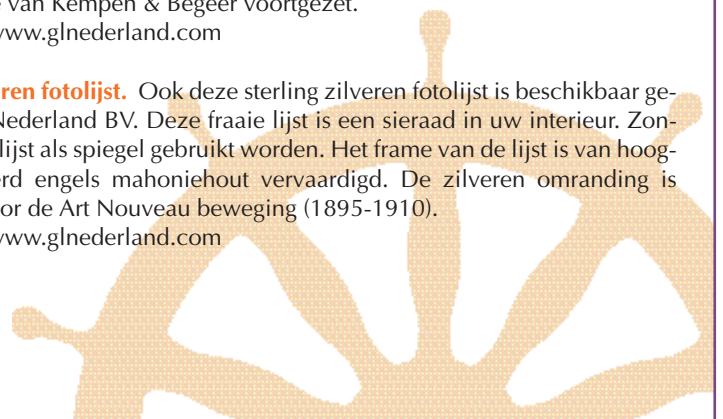 van Kempen & Begeer voortgezet.
www.glnederland.com
ren fotolijst. Ook deze sterling zilveren fotolijst is beschikbaar ge-
Nederland BV. Deze fraaie lijst is een sieraad in uw interieur. Zon-
lijst als spiegel gebruikt worden. Het frame van de lijst is van hoog-
erd engels mahoniehout vervaardigd. De zilveren omranding is
or de Art Nouveau beweging (1895-1910).
www.glnederland.com